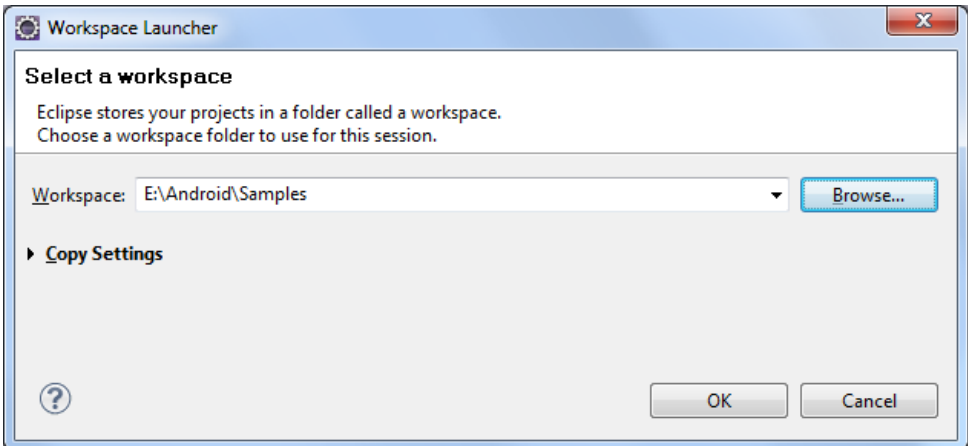 Workspace Launcher
Select a workspace
Eclipse stores your projects in a folder called a workspace.
Choose a workspace folder to use for this session.
Workspace: E:\Android\Samples Browse...
Copy Settings
OK Cancel